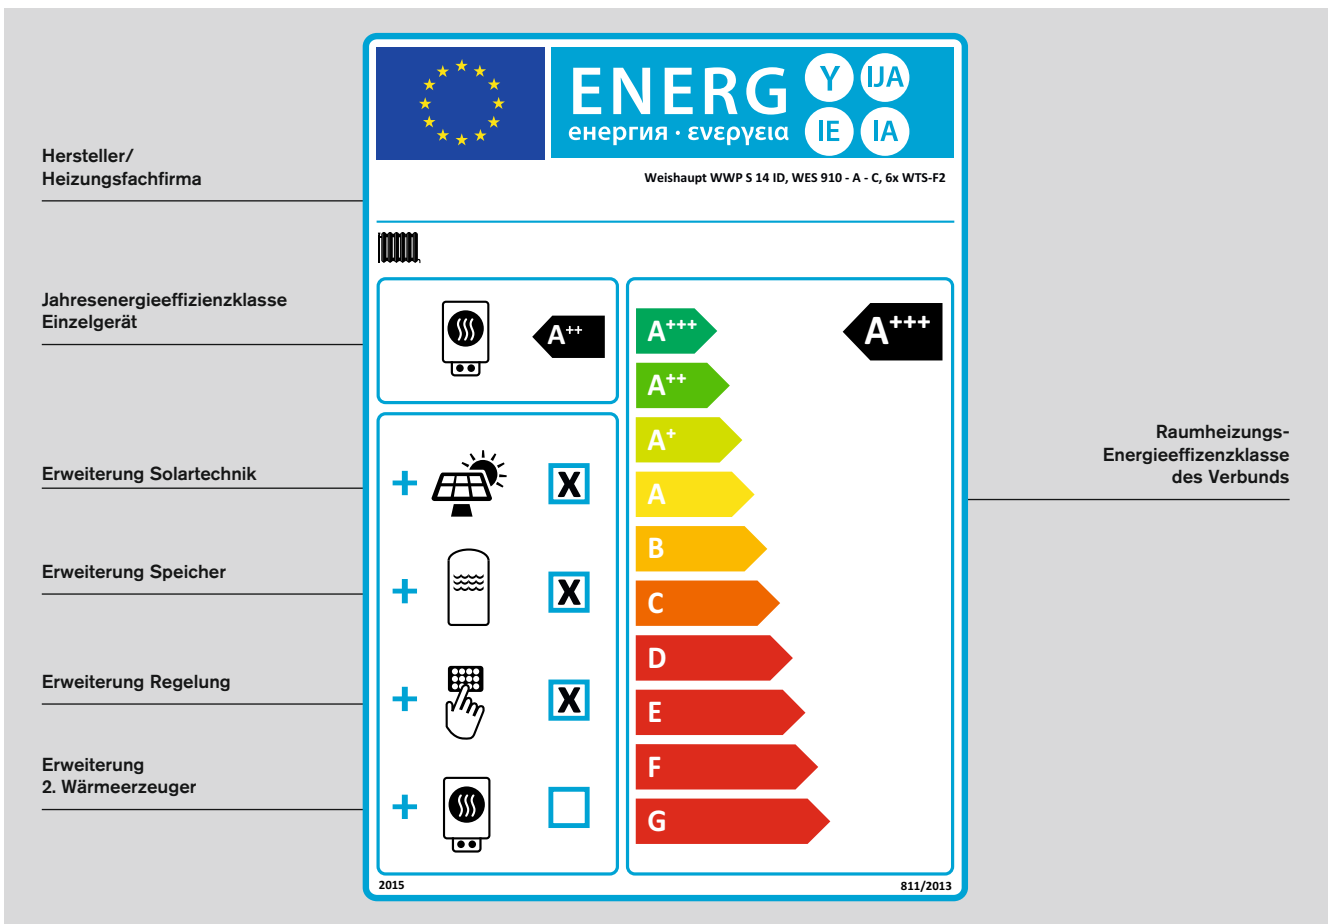 ENERG
енергия · ενεργεια
Y
IJA
IE
IA
Weishaupt WWP S 14 ID, WES 910 - A - C, 6x WTS-F2
Hersteller/
Heizungsfachfirma
Jahresenergieeffizienzklasse
Einzelgerät
A++
Erweiterung Solartechnik
+
X
Erweiterung Speicher
+
X
Erweiterung Regelung
+
X
Erweiterung
2. Wärmeerzeuger
+
A+++
A++
A+
A
B
C
D
E
F
G
A+++
Raumheizungs-
Energieeffizenzklasse
des Verbunds
2015
811/2013